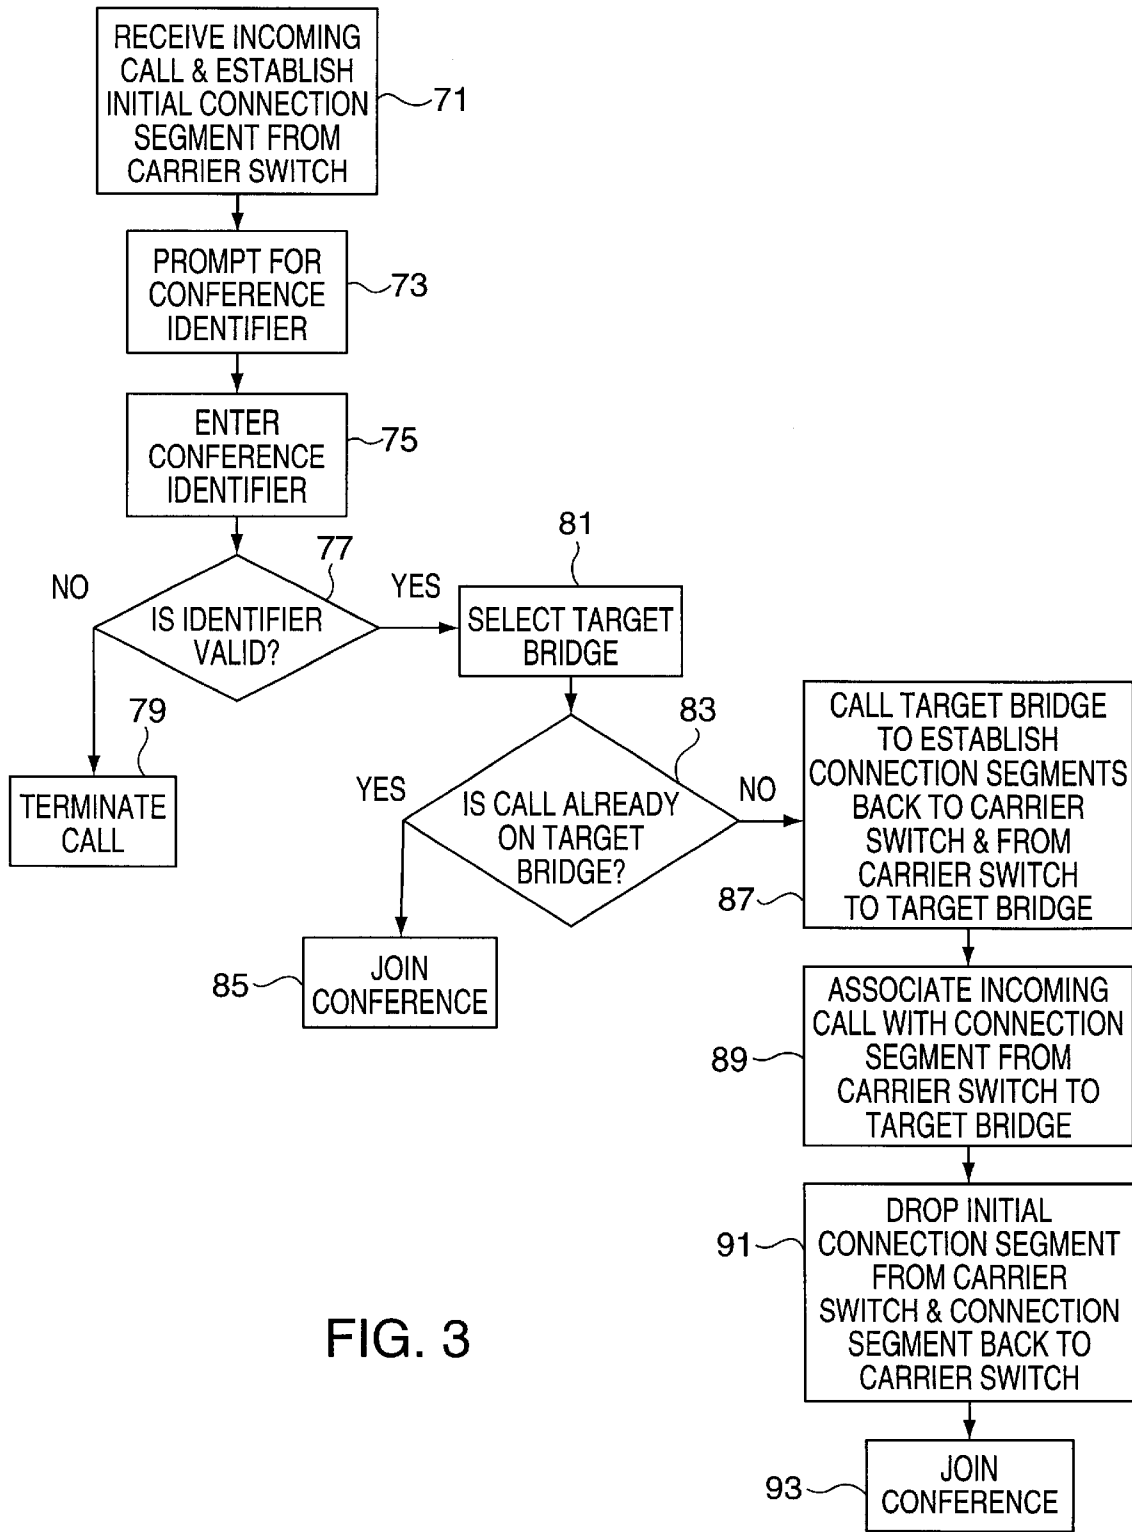 RECEIVE INCOMING
CALL & ESTABLISH
INITIAL CONNECTION
SEGMENT FROM
CARRIER SWITCH
71
PROMPT FOR
CONFERENCE
IDENTIFIER
73
ENTER
CONFERENCE
IDENTIFIER
75
77
NO
YES
IS IDENTIFIER
VALID?
79
TERMINATE
CALL
81
SELECT TARGET
BRIDGE
83
YES
NO
IS CALL ALREADY
ON TARGET
BRIDGE?
85
JOIN
CONFERENCE
CALL TARGET BRIDGE
TO ESTABLISH
CONNECTION SEGMENTS
BACK TO CARRIER
SWITCH & FROM
CARRIER SWITCH
TO TARGET BRIDGE
87
ASSOCIATE INCOMING
CALL WITH CONNECTION
SEGMENT FROM
CARRIER SWITCH TO
TARGET BRIDGE
89
DROP INITIAL
CONNECTION SEGMENT
FROM CARRIER
SWITCH & CONNECTION
SEGMENT BACK TO
CARRIER SWITCH
91
JOIN
CONFERENCE
93
FIG. 3